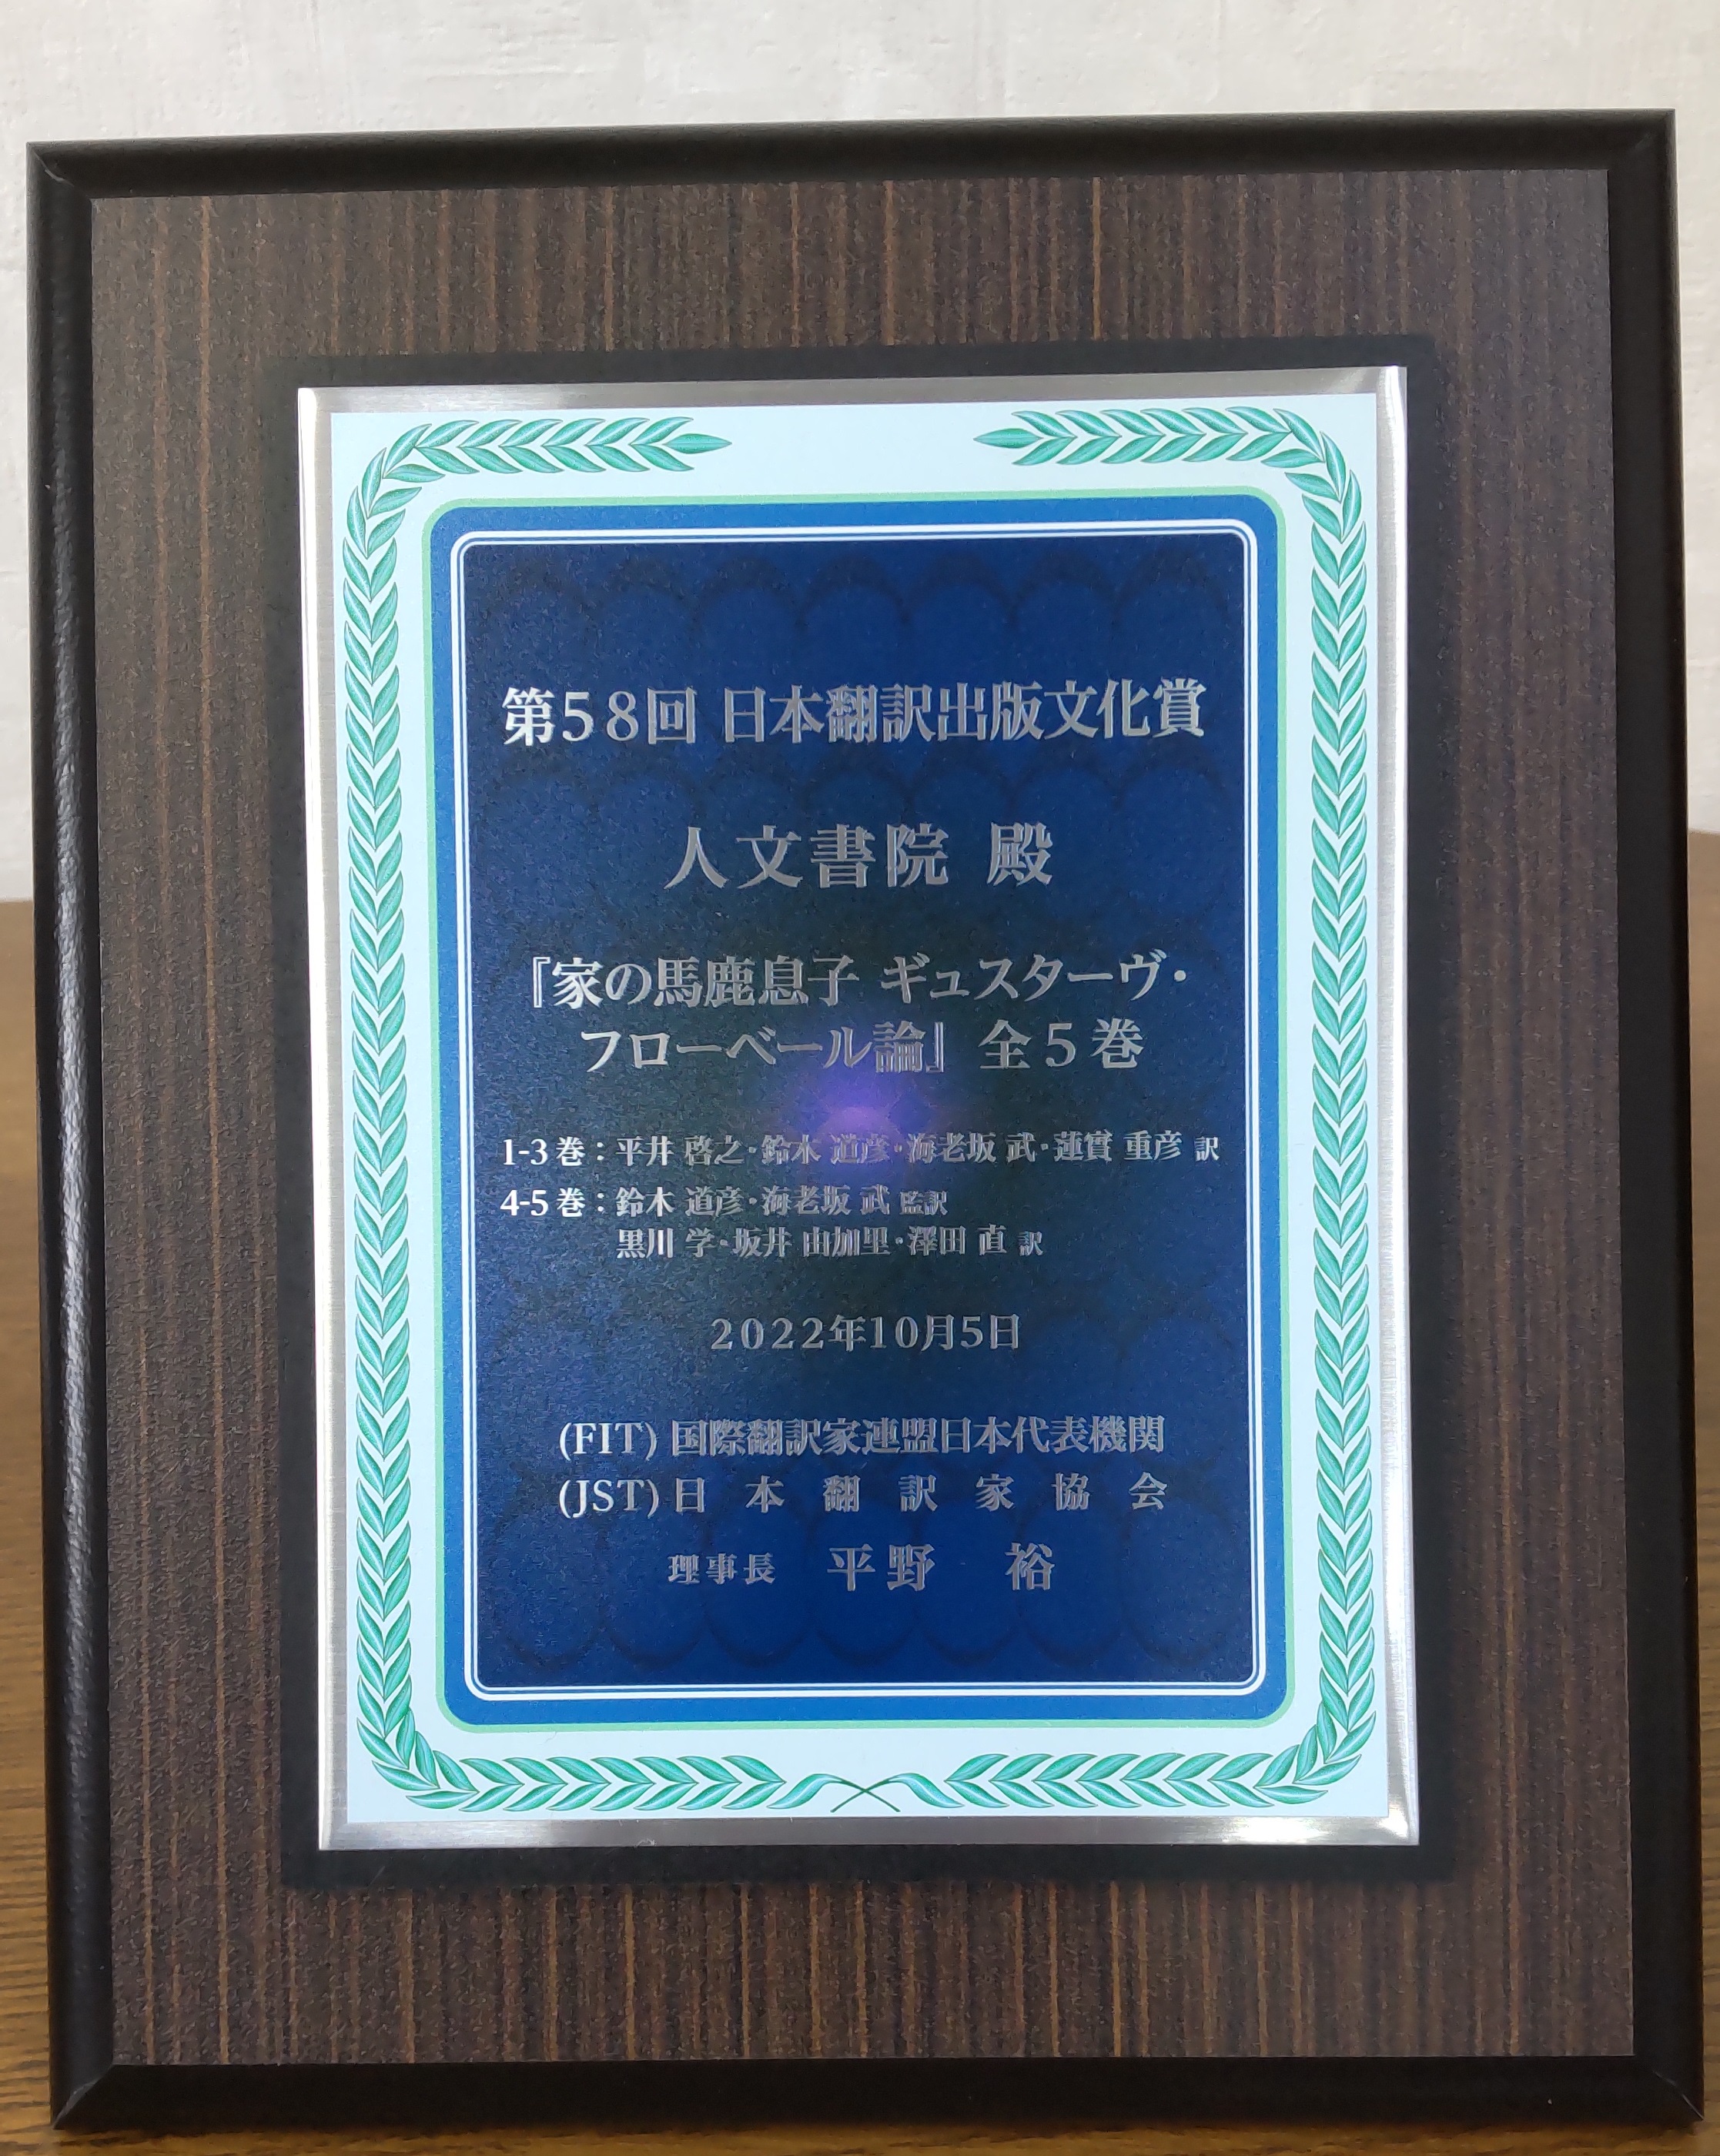 第58回 日本翻訳出版文化賞
人文書院 殿
『家の馬鹿息子 ギュスターヴ・
フローベール論』 全5巻
1-3巻：平井 啓之・鈴木 道彦・海老坂 武・蓮實 重彦 訳
4-5巻：鈴木 道彦・海老坂 武 監訳
黒川 学・坂井 由加里・澤田 直 訳
2022年10月5日
(FIT) 国際翻訳家連盟日本代表機関
(JST) 日本翻訳家協会
理事長 平野 裕